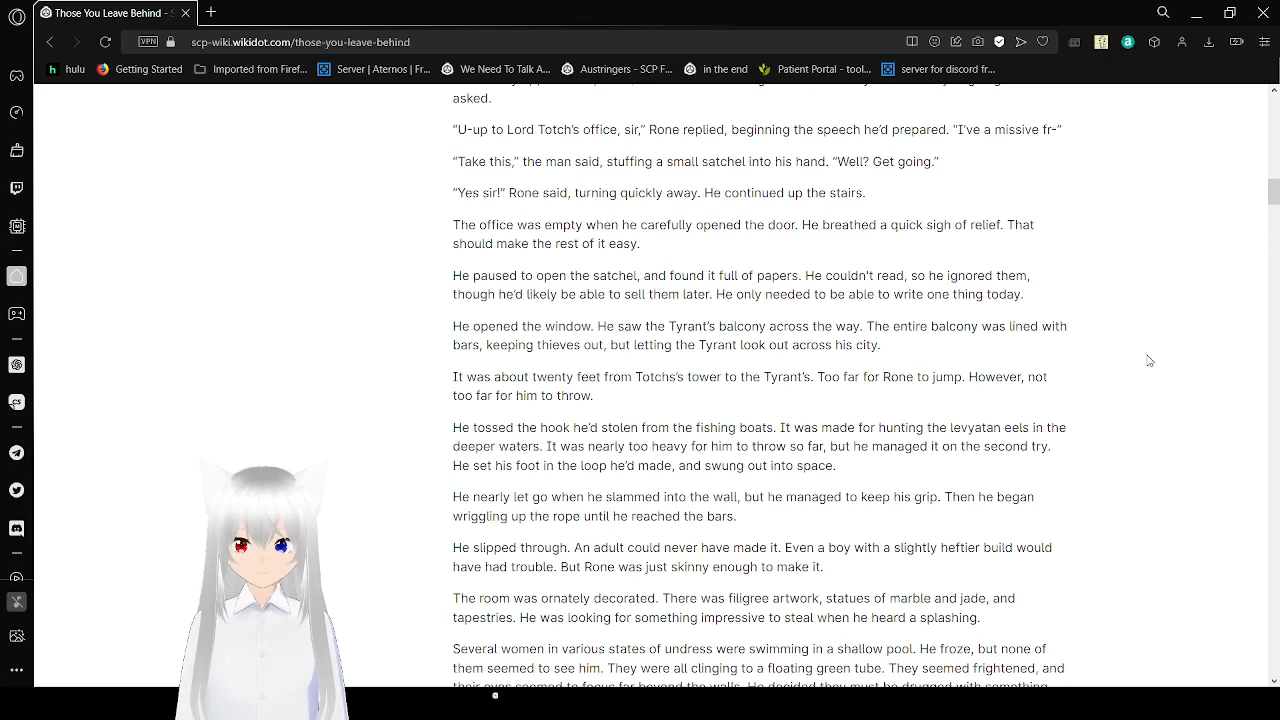 Those You Leave Behind - S
VPN
scp-wiki.wikidot.com/those-you-leave-behind
hulu
Getting Started
Imported from Firef...
Server | Aternos | Fr...
We Need To Talk A...
Austringers - SCP F...
in the end
Patient Portal - tool...
server for discord fr...
asked.
“U-up to Lord Totch’s office, sir,” Rone replied, beginning the speech he’d prepared. “I’ve a missive fr-”
“Take this,” the man said, stuffing a small satchel into his hand. “Well? Get going.”
“Yes sir!” Rone said, turning quickly away. He continued up the stairs.
The office was empty when he carefully opened the door. He breathed a quick sigh of relief. That
should make the rest of it easy.
He paused to open the satchel, and found it full of papers. He couldn't read, so he ignored them,
though he’d likely be able to sell them later. He only needed to be able to write one thing today.
He opened the window. He saw the Tyrant’s balcony across the way. The entire balcony was lined with
bars, keeping thieves out, but letting the Tyrant look out across his city.
It was about twenty feet from Totchs’s tower to the Tyrant’s. Too far for Rone to jump. However, not
too far for him to throw.
He tossed the hook he’d stolen from the fishing boats. It was made for hunting the levyatan eels in the
deeper waters. It was nearly too heavy for him to throw so far, but he managed it on the second try.
He set his foot in the loop he’d made, and swung out into space.
He nearly let go when he slammed into the wall, but he managed to keep his grip. Then he began
wriggling up the rope until he reached the bars.
He slipped through. An adult could never have made it. Even a boy with a slightly heftier build would
have had trouble. But Rone was just skinny enough to make it.
The room was ornately decorated. There was filigree artwork, statues of marble and jade, and
tapestries. He was looking for something impressive to steal when he heard a splashing.
Several women in various states of undress were swimming in a shallow pool. He froze, but none of
them seemed to see him. They were all clinging to a floating green tube. They seemed frightened, and
their eyes seemed to focus far beyond the walls. He decided they must be drugged with something